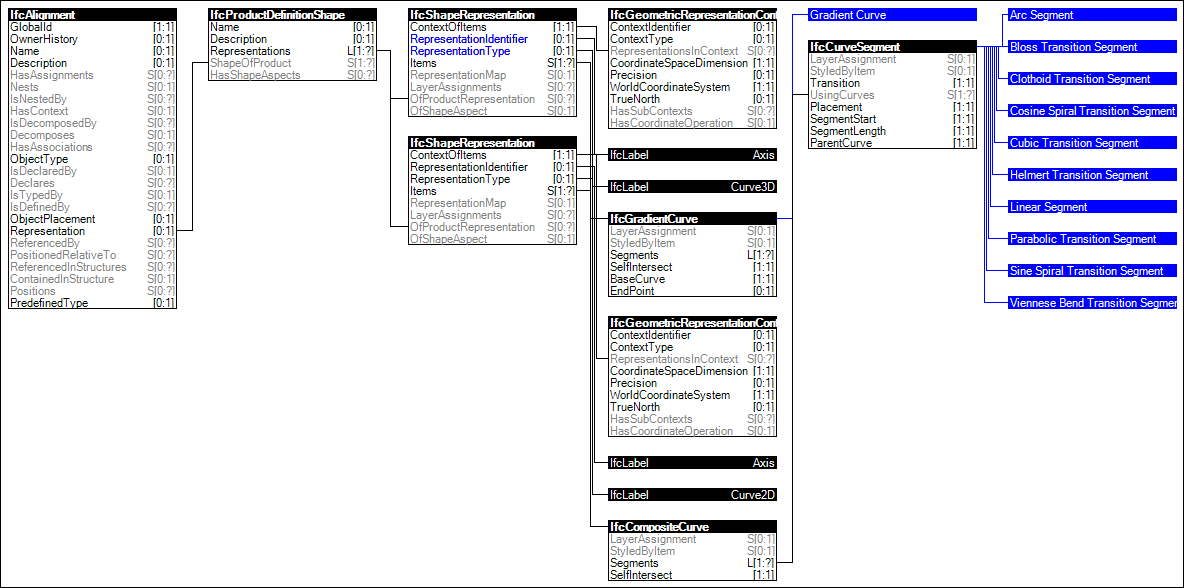 IfcAlignment
GlobalId [1:1]
OwnerHistory [0:1]
Name [0:1]
Description [0:1]
HasAssignments S[0:?]
Nests S[0:1]
IsNestedBy S[0:?]
HasContext S[0:1]
IsDecomposedBy S[0:?]
Decomposes S[0:1]
HasAssociations S[0:?]
ObjectType [0:1]
IsDeclaredBy S[0:1]
Declares S[0:?]
IsTypedBy S[0:1]
IsDefinedBy S[0:?]
ObjectPlacement [0:1]
Representation [0:1]
ReferencedBy S[0:?]
PositionedRelativeTo S[0:?]
ReferencedInStructures S[0:?]
ContainedInStructure S[0:1]
Positions S[0:?]
PredefinedType [0:1]
IfcProductDefinitionShape
Name [0:1]
Description [0:1]
Representations L[1:?]
ShapeOfProduct S[1:?]
HasShapeAspects S[0:?]
IfcShapeRepresentation
ContextOfItems [1:1]
RepresentationIdentifier [0:1]
RepresentationType [0:1]
Items S[1:?]
RepresentationMap S[0:1]
LayerAssignments S[0:?]
OfProductRepresentation S[0:?]
OfShapeAspect S[0:1]
IfcShapeRepresentation
ContextOfItems [1:1]
RepresentationIdentifier [0:1]
RepresentationType [0:1]
Items S[1:?]
RepresentationMap S[0:1]
LayerAssignments S[0:?]
OfProductRepresentation S[0:?]
OfShapeAspect S[0:1]
IfcGeometricRepresentationCont
ContextIdentifier [0:1]
ContextType [0:1]
RepresentationsInContext S[0:?]
CoordinateSpaceDimension [1:1]
Precision [0:1]
WorldCoordinateSystem [1:1]
TrueNorth [0:1]
HasSubContexts S[0:?]
HasCoordinateOperation S[0:1]
IfcLabel Axis
IfcLabel Curve3D
IfcGradientCurve
LayerAssignment S[0:1]
StyledByItem S[0:1]
Segments L[1:?]
SelfIntersect [1:1]
BaseCurve [1:1]
EndPoint [0:1]
IfcGeometricRepresentationCont
ContextIdentifier [0:1]
ContextType [0:1]
RepresentationsInContext S[0:?]
CoordinateSpaceDimension [1:1]
Precision [0:1]
WorldCoordinateSystem [1:1]
TrueNorth [0:1]
HasSubContexts S[0:?]
HasCoordinateOperation S[0:1]
IfcLabel Axis
IfcLabel Curve2D
IfcCompositeCurve
LayerAssignment S[0:1]
StyledByItem S[0:1]
Segments L[1:?]
SelfIntersect [1:1]
Gradient Curve
IfcCurveSegment
LayerAssignment S[0:1]
StyledByItem S[0:1]
Transition [1:1]
UsingCurves S[1:?]
Placement [1:1]
SegmentStart [1:1]
SegmentLength [1:1]
ParentCurve [1:1]
Arc Segment
Bloss Transition Segment
Clothoid Transition Segment
Cosine Spiral Transition Segment
Cubic Transition Segment
Helmert Transition Segment
Linear Segment
Parabolic Transition Segment
Sine Spiral Transition Segment
Viennese Bend Transition Segmen